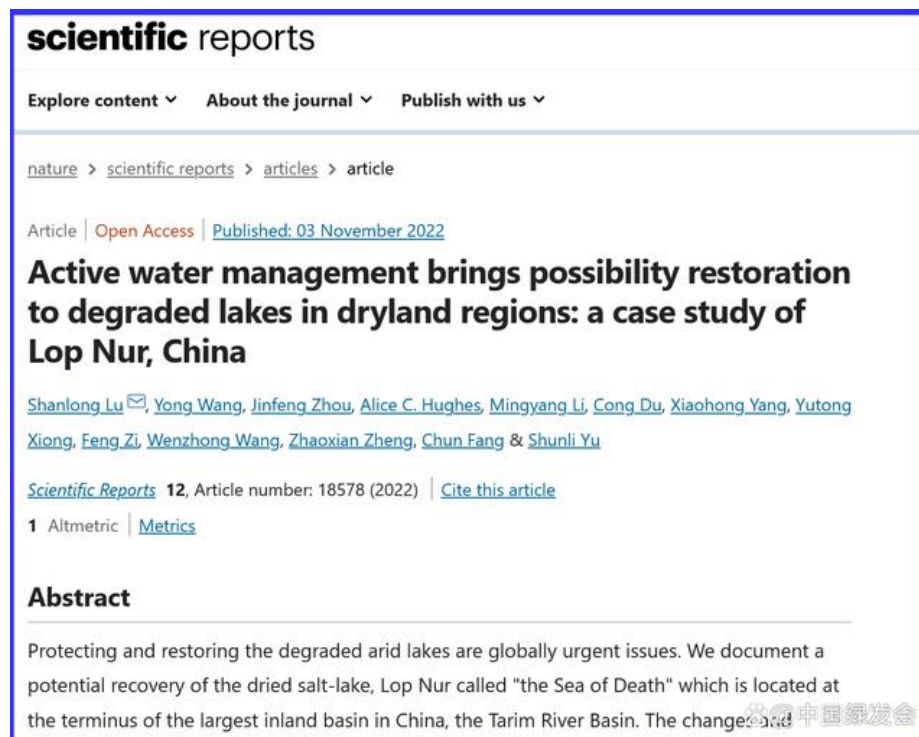 scientific reports
Explore content About the journal Publish with us
nature > scientific reports > articles > article
Article | Open Access | Published: 03 November 2022
Active water management brings possibility restoration
to degraded lakes in dryland regions: a case study of
Lop Nur, China
Shanlong Lu, Yong Wang, Jinfeng Zhou, Alice C. Hughes, Mingyang Li, Cong Du, Xiaohong Yang, Yutong
Xiong, Feng Zi, Wenzhong Wang, Zhaoxian Zheng, Chun Fang & Shunli Yu
Scientific Reports 12, Article number: 18578 (2022) | Cite this article
1 Altmetric | Metrics
Abstract
Protecting and restoring the degraded arid lakes are globally urgent issues. We document a
potential recovery of the dried salt-lake, Lop Nur called "the Sea of Death" which is located at
the terminus of the largest inland basin in China, the Tarim River Basin. The changes and
@中国绿发会